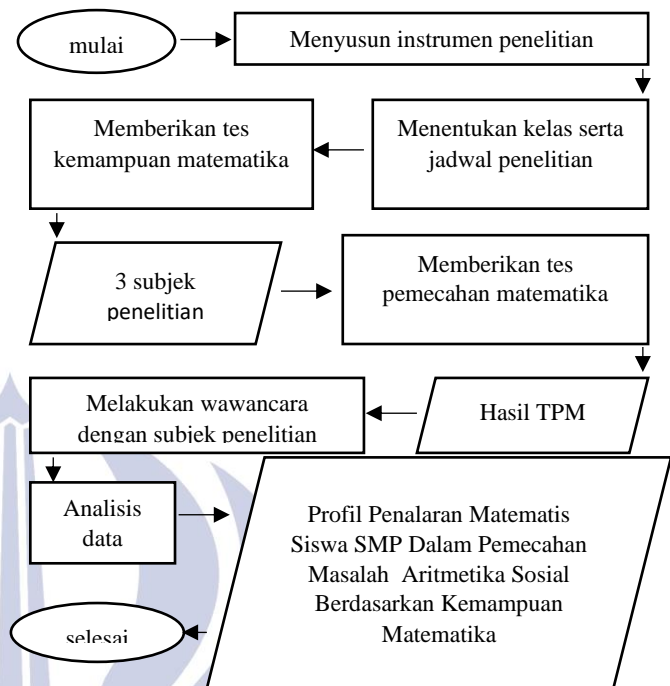 mulai
Menyusun instrumen penelitian
Menentukan kelas serta
jadwal penelitian
Memberikan tes
kemampuan matematika
3 subjek
penelitian
Memberikan tes
pemecahan matematika
Hasil TPM
Melakukan wawancara
dengan subjek penelitian
Analisis
data
Profil Penalaran Matematis
Siswa SMP Dalam Pemecahan
Masalah Aritmetika Sosial
Berdasarkan Kemampuan
Matematika
selesai